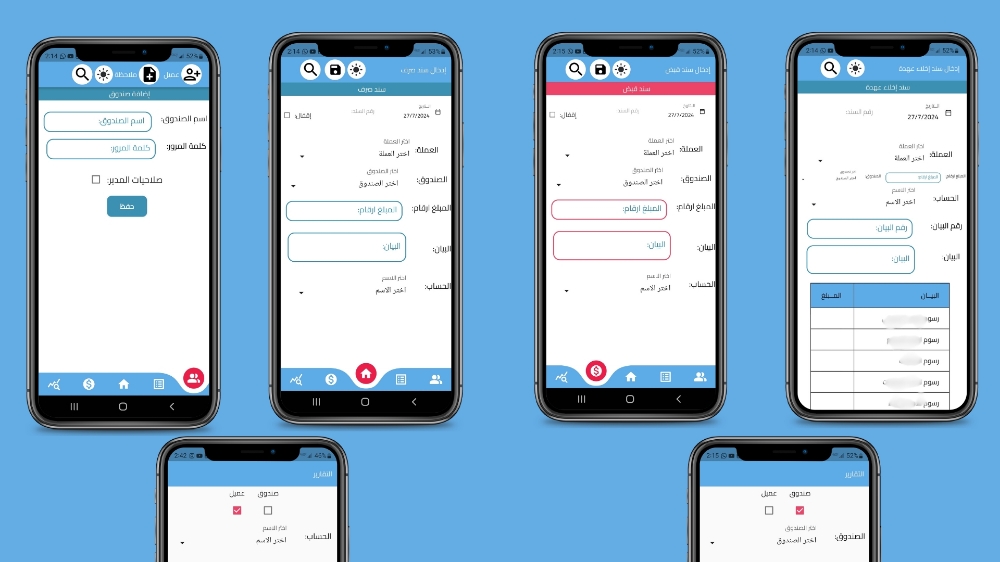 2:14 52%
عميل ملاحظة
إضافة صندوق
اسم الصندوق: اسم الصندوق:
كلمة المرور: كلمة المرور:
صلاحيات المدير:
حفظ
2:14 52%
إدخال سند صرف
سند صرف
التاريخ
27/7/2024
رقم السند:
إقفال:
اختر العملة
العملة: اختر العملة
اختر الصندوق
الصندوق: اختر الصندوق
المبلغ ارقام: المبلغ ارقام:
البيان: البيان:
اختر الاسم
الحساب: اختر الاسم
2:15 52%
إدخال سند قبض
سند قبض
التاريخ
27/7/2024
رقم السند:
إقفال:
اختر العملة
العملة: اختر العملة
اختر الصندوق
الصندوق: اختر الصندوق
المبلغ ارقام: المبلغ ارقام:
البيان: البيان:
اختر الاسم
الحساب: اختر الاسم
2:14 52%
إدخال سند إخلاء عهدة
سند إخلاء عهدة
التاريخ
27/7/2024
رقم السند:
اختر العملة
العملة: اختر العملة
المبلغ ارقام: المبلغ ارقام: الصندوق: اختر الصندوق
اختر الاسم
الحساب: اختر الاسم
رقم البيان: رقم البيان:
البيان: البيان:
البيــان المــبلغ
رسوم
رسوم
رسوم
رسوم
رسوم
2:42 46%
التقارير
صندوق عميل
اختر الاسم
الحساب: اختر الاسم
2:15 52%
التقارير
صندوق عميل
اختر الصندوق
الصندوق: اختر الصندوق